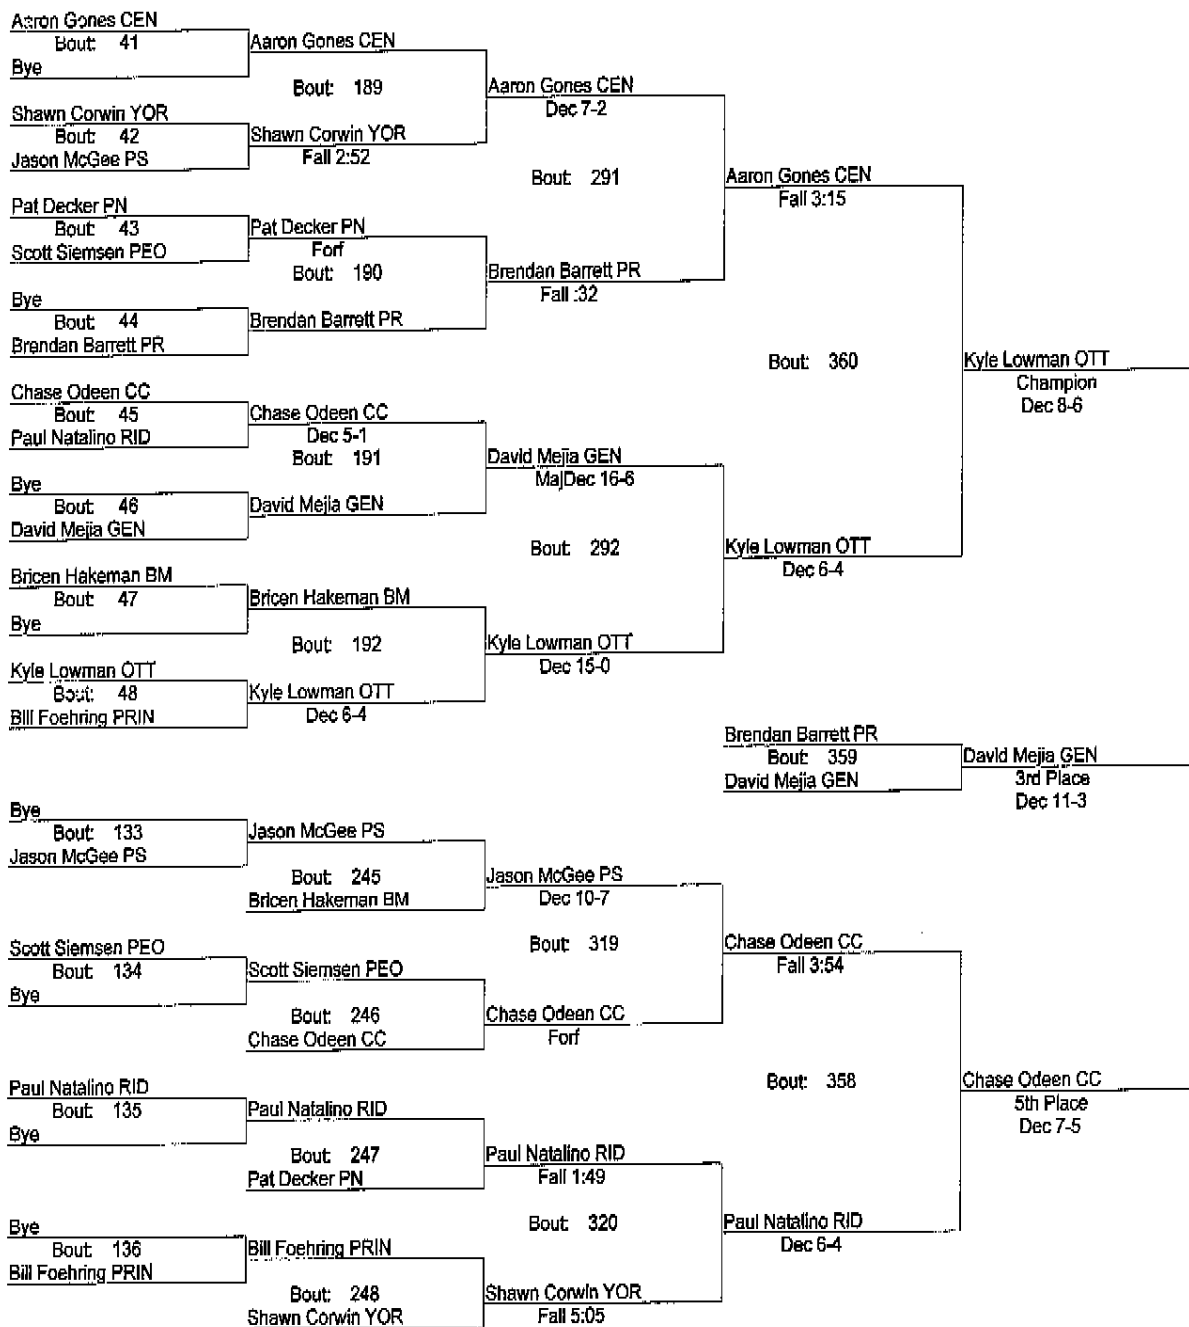 Aaron Gones CEN
Bout: 41
Bye
Aaron Gones CEN
Bout: 189
Shawn Corwin YOR
Bout: 42
Jason McGee PS
Shawn Corwin YOR
Fall 2:52
Aaron Gones CEN
Dec 7-2
Bout: 291
Pat Decker PN
Bout: 43
Scott Siemsen PEO
Pat Decker PN
Forf
Bout: 190
Bye
Bout: 44
Brendan Barrett PR
Brendan Barrett PR
Brendan Barrett PR
Fall :32
Aaron Gones CEN
Fall 3:15
Bout: 360
Chase Odeen CC
Bout: 45
Paul Natalino RID
Chase Odeen CC
Dec 5-1
Bout: 191
Bye
Bout: 46
David Mejia GEN
David Mejia GEN
David Mejia GEN
MajDec 16-6
Bout: 292
Bricen Hakeman BM
Bout: 47
Bye
Bricen Hakeman BM
Bout: 192
Kyle Lowman OTT
Bout: 48
Bill Foehring PRIN
Kyle Lowman OTT
Dec 6-4
Kyle Lowman OTT
Dec 15-0
Kyle Lowman OTT
Dec 6-4
Kyle Lowman OTT
Champion
Dec 8-6
Brendan Barrett PR
Bout: 359
David Mejia GEN
David Mejia GEN
3rd Place
Dec 11-3
Bye
Bout: 133
Jason McGee PS
Jason McGee PS
Bout: 245
Bricen Hakeman BM
Jason McGee PS
Dec 10-7
Bout: 319
Scott Siemsen PEO
Bout: 134
Bye
Scott Siemsen PEO
Bout: 246
Chase Odeen CC
Chase Odeen CC
Forf
Chase Odeen CC
Fall 3:54
Bout: 358
Paul Natalino RID
Bout: 135
Bye
Paul Natalino RID
Bout: 247
Pat Decker PN
Paul Natalino RID
Fall 1:49
Bout: 320
Bye
Bout: 136
Bill Foehring PRIN
Bill Foehring PRIN
Bout: 248
Shawn Corwin YOR
Shawn Corwin YOR
Fall 5:05
Paul Natalino RID
Dec 6-4
Chase Odeen CC
5th Place
Dec 7-5